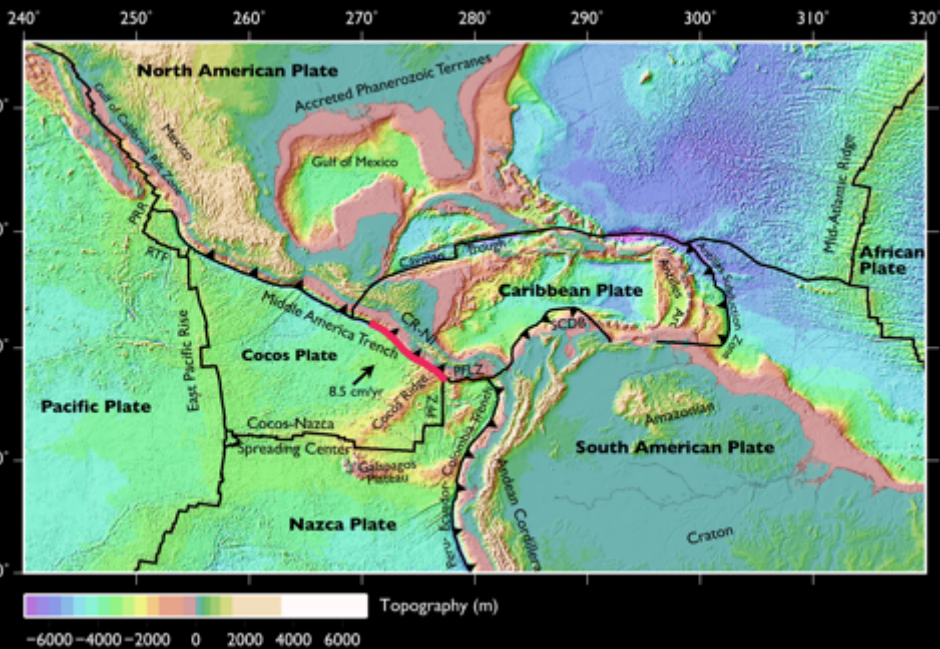 240° 250° 260° 270° 280° 290° 300° 310° 320°
North American Plate
Accreted Phanerozoic Terranes
Gulf of California Rift Zone
Mexico
Gulf of Mexico
Mid-Atlantic Ridge
PRR
RTF
Cayman Trough
African
Plate
Caribbean Plate
Antilles Arc
Subduction Zone
Middle America Trench
CR-NI
SCDB
East Pacific Rise
Cocos Plate
8.5 cm/yr
PFLZ
Cocos Ridge
PFZ
Pacific Plate
Amazonian
Cocos-Nazca
Spreading Center
South American Plate
Galapagos
Plateau
Colombia Trench
Andean Cordillera
Nazca Plate
Peru-
Craton
Topography (m)
−6000 −4000 −2000 0 2000 4000 6000